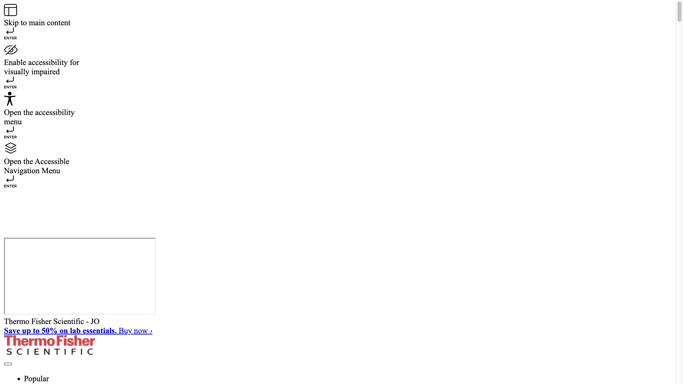 Skip to main content
ENTER
Enable accessibility for
visually impaired
ENTER
Open the accessibility
menu
ENTER
Open the Accessible
Navigation Menu
ENTER
Thermo Fisher Scientific - JO
Save up to 50% on lab essentials. Buy now ›
ThermoFisher
SCIENTIFIC
Popular